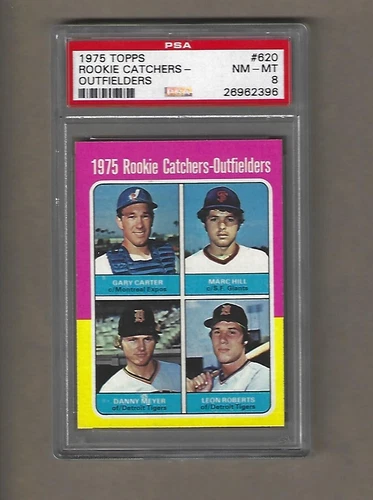 PSA
1975 TOPPS #620
ROOKIE CATCHERS- NM-MT
OUTFIELDERS 8
26962396
1975 Rookie Catchers-Outfielders
GARY CARTER
c/Montreal Expos
MARC HILL
c/S.F. Giants
DANNY MEYER
of/Detroit Tigers
LEON ROBERTS
of/Detroit Tigers